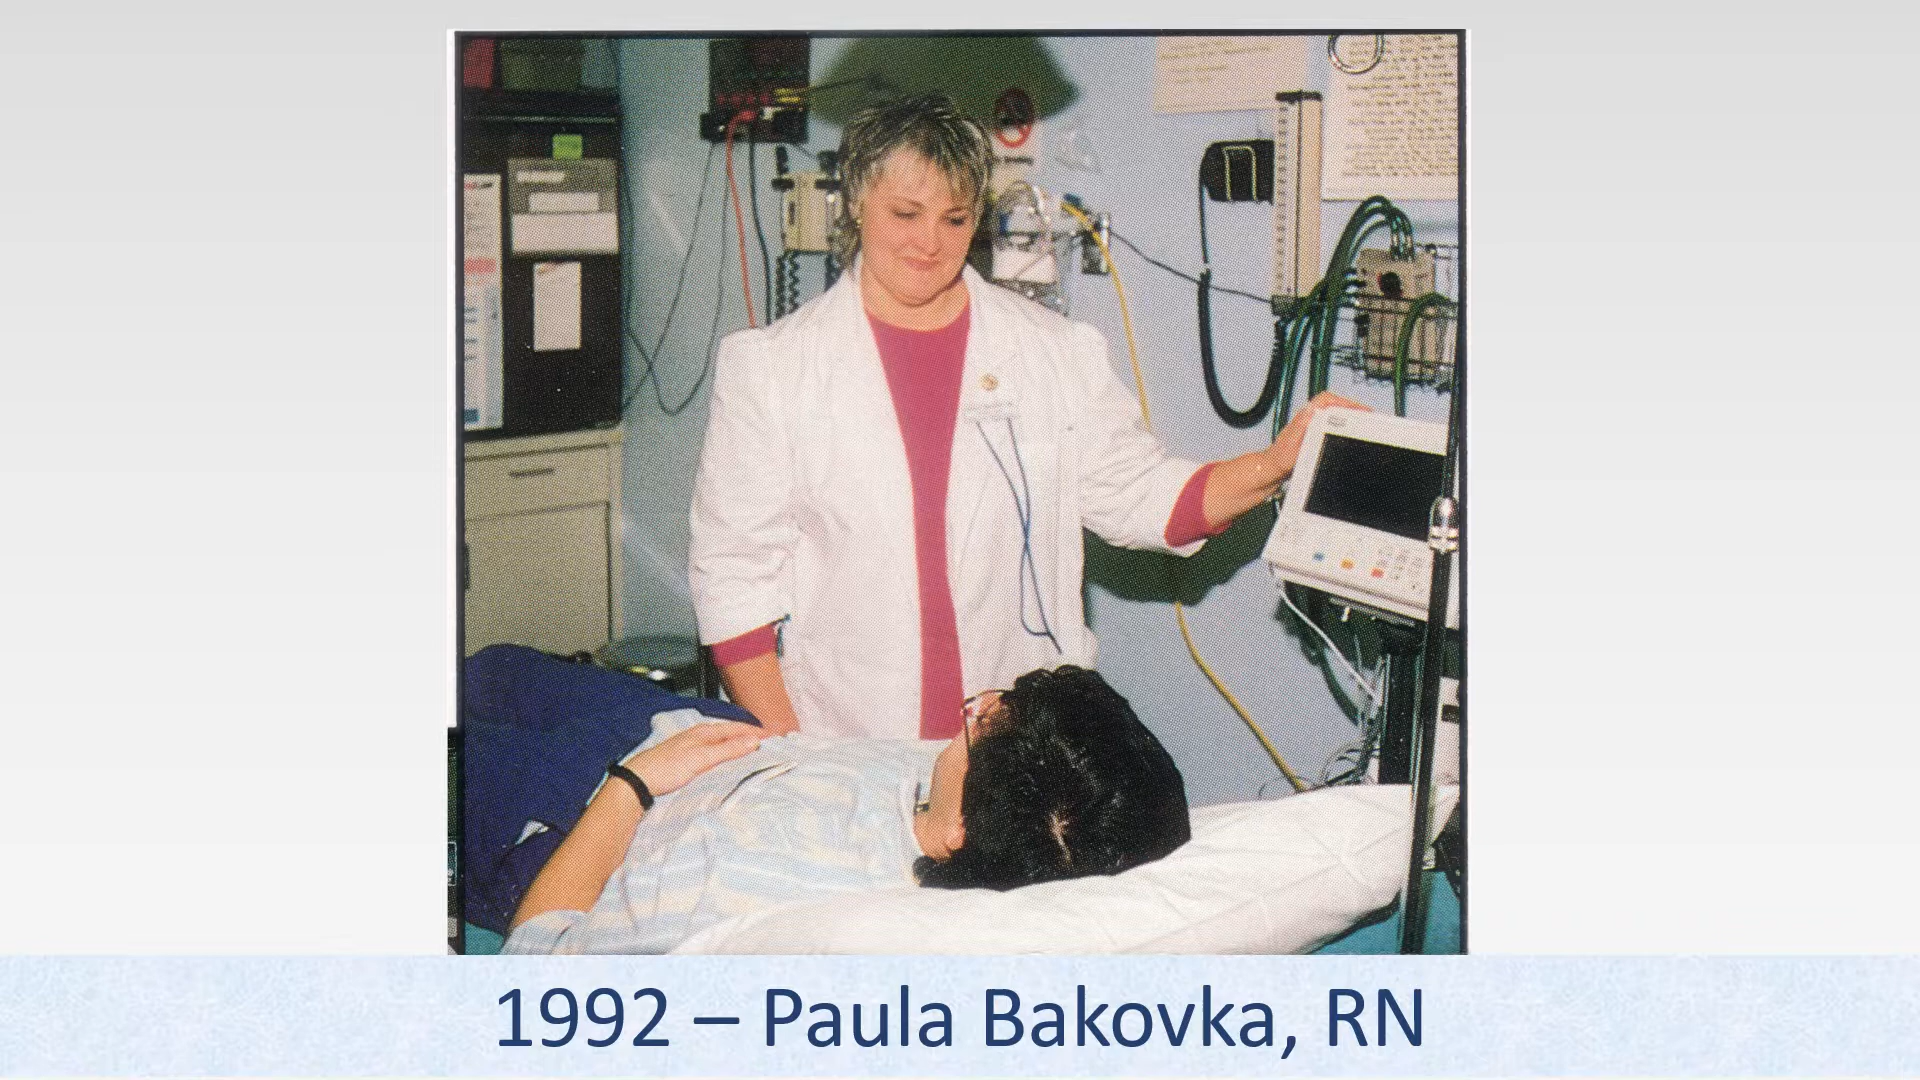 1992 – Paula Bakovka, RN